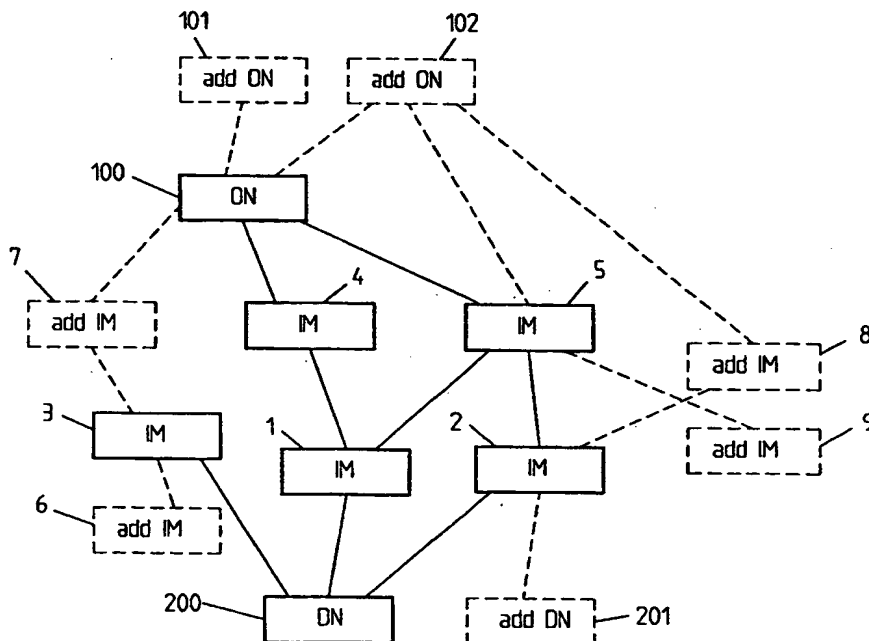 101
102
add ON
add ON
100
ON
7
4
5
add IM
IM
IM
8
add IM
3
1
2
9
IM
add IM
IM
IM
6
add IM
200
DN
add DN
201